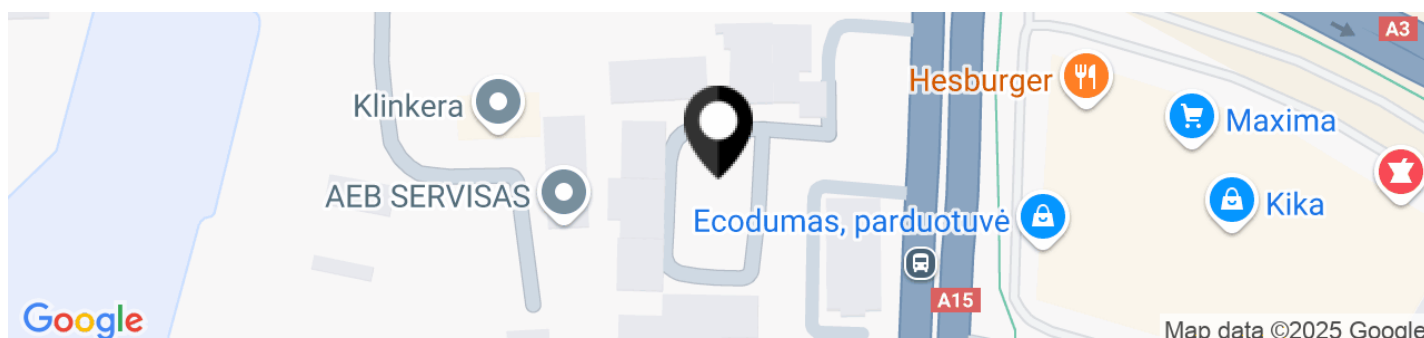 A3
Hesburger
Klinkera
Maxima
AEB SERVISAS
Kika
Ecodumas, parduotuvė
A15
Google
Map data ©2025 Google